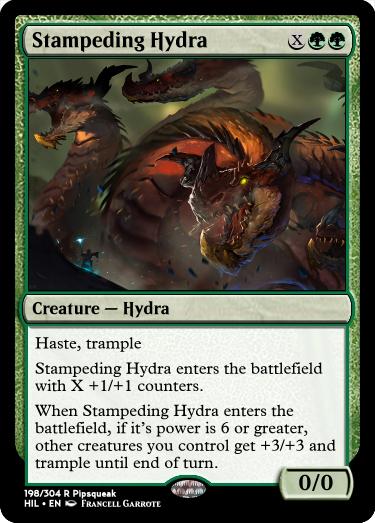 Stampeding Hydra X
Creature — Hydra
Haste, trample
Stampeding Hydra enters the battlefield
with X +1/+1 counters.
When Stampeding Hydra enters the
battlefield, if it's power is 6 or greater,
other creatures you control get +3/+3 and
trample until end of turn.
0/0
198/304 R Pipsqueak
HIL • EN Francell Garrote